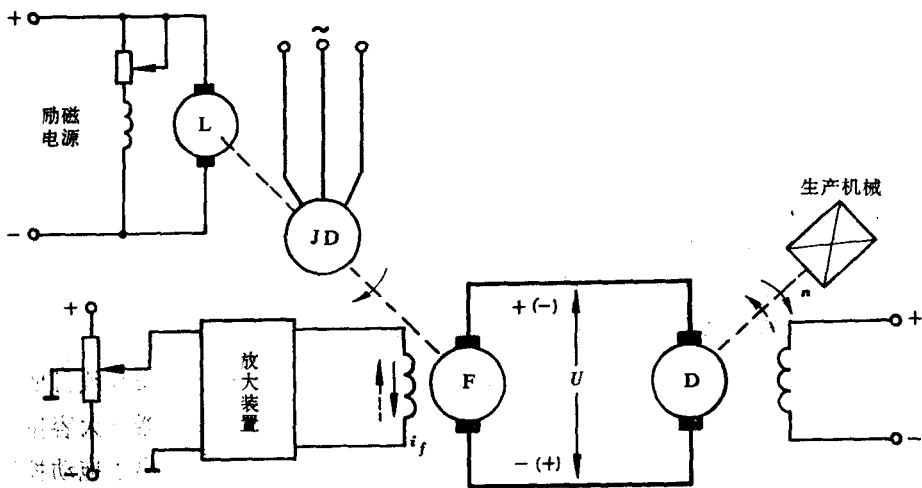 +
~
励磁
电源
L
-
JD
生产机械
n
+
放大装置
i_f
+(-)
F
U
D
+
-
-(+)
-